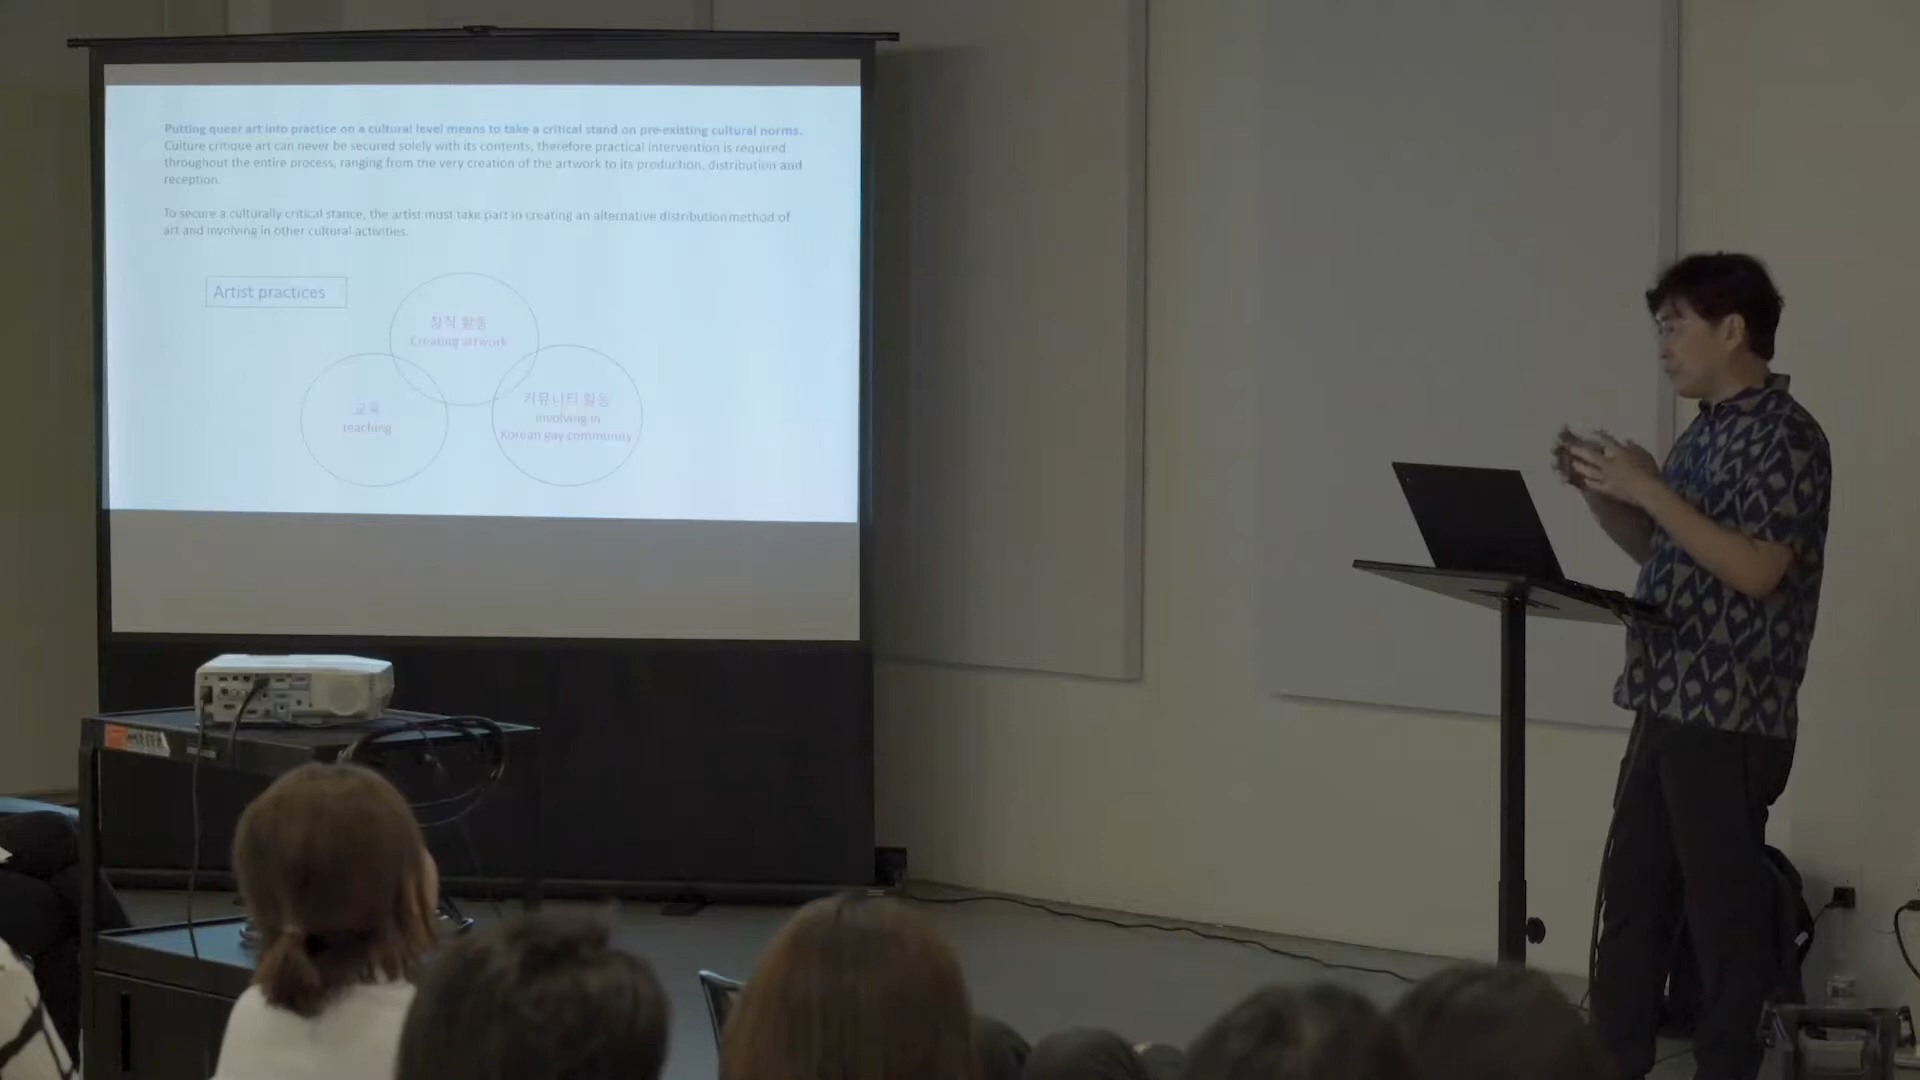 Putting queer art into practice on a cultural level means to take a critical stand on pre-existing cultural norms.
Culture critique art can never be secured solely with its contents, therefore practical intervention is required
throughout the entire process, ranging from the very creation of the artwork to its production, distribution and
reception.
To secure a culturally critical stance, the artist must take part in creating an alternative distribution method of
art and involving in other cultural activities.
Artist practices
창작 활동
Creating artwork
교육
teaching
커뮤니티 활동
involving in
Korean gay community